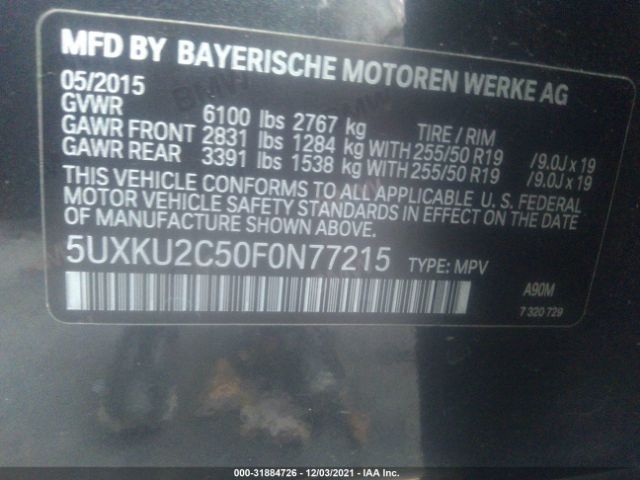 MFD BY BAYERISCHE MOTOREN WERKE AG
05/2015
GVWR 6100 lbs 2767 kg TIRE / RIM
GAWR FRONT 2831 lbs 1284 kg WITH 255/50 R19 /9.0J x 19
GAWR REAR 3391 lbs 1538 kg WITH 255/50 R19 /9.0J x 19
THIS VEHICLE CONFORMS TO ALL APPLICABLE U. S. FEDERAL
MOTOR VEHICLE SAFETY STANDARDS IN EFFECT ON THE DATE
OF MANUFACTURE SHOWN ABOVE.
5UXKU2C50F0N77215 TYPE: MPV
A90M
7 320 729
000-31884726 - 12/03/2021 - IAA Inc.